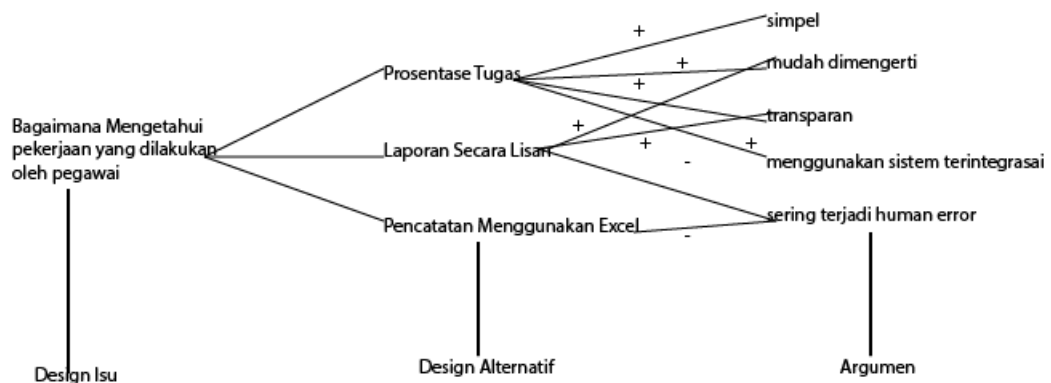 Bagaimana Mengetahui
pekerjaan yang dilakukan
oleh pegawai
Design Isu
Prosentase Tugas
Laporan Secara Lisan
Pencatatan Menggunakan Excel
Design Alternatif
+
+
+
+
+
+
-
-
simpel
mudah dimengerti
transparan
menggunakan sistem terintegrasai
sering terjadi human error
Argumen